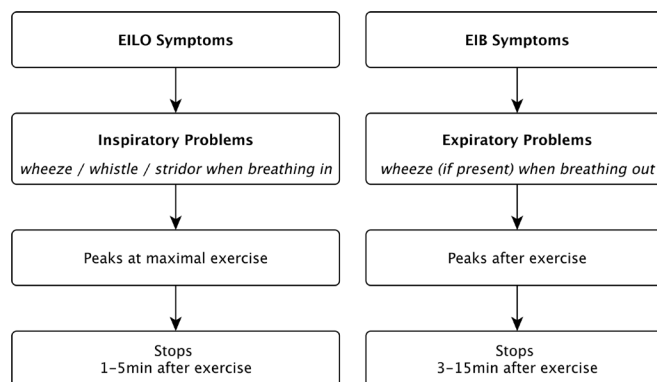 EILO Symptoms
Inspiratory Problems
wheeze / whistle / stridor when breathing in
Peaks at maximal exercise
Stops
1-5min after exercise
EIB Symptoms
Expiratory Problems
wheeze (if present) when breathing out
Peaks after exercise
Stops
3-15min after exercise